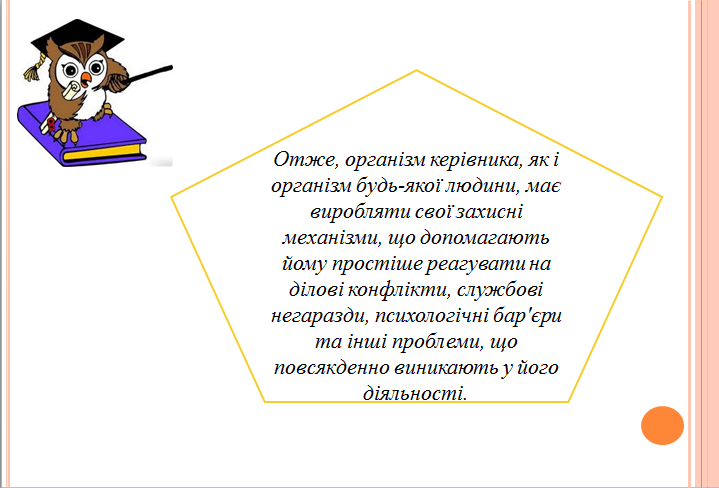 Отже, організм керівника, як і
організм будь-якої людини, має
виробляти свої захисні
механізми, що допомагають
йому простіше реагувати на
ділові конфлікти, службові
негаразди, психологічні бар'єри
та інші проблеми, що
повсякденно виникають у його
діяльності.